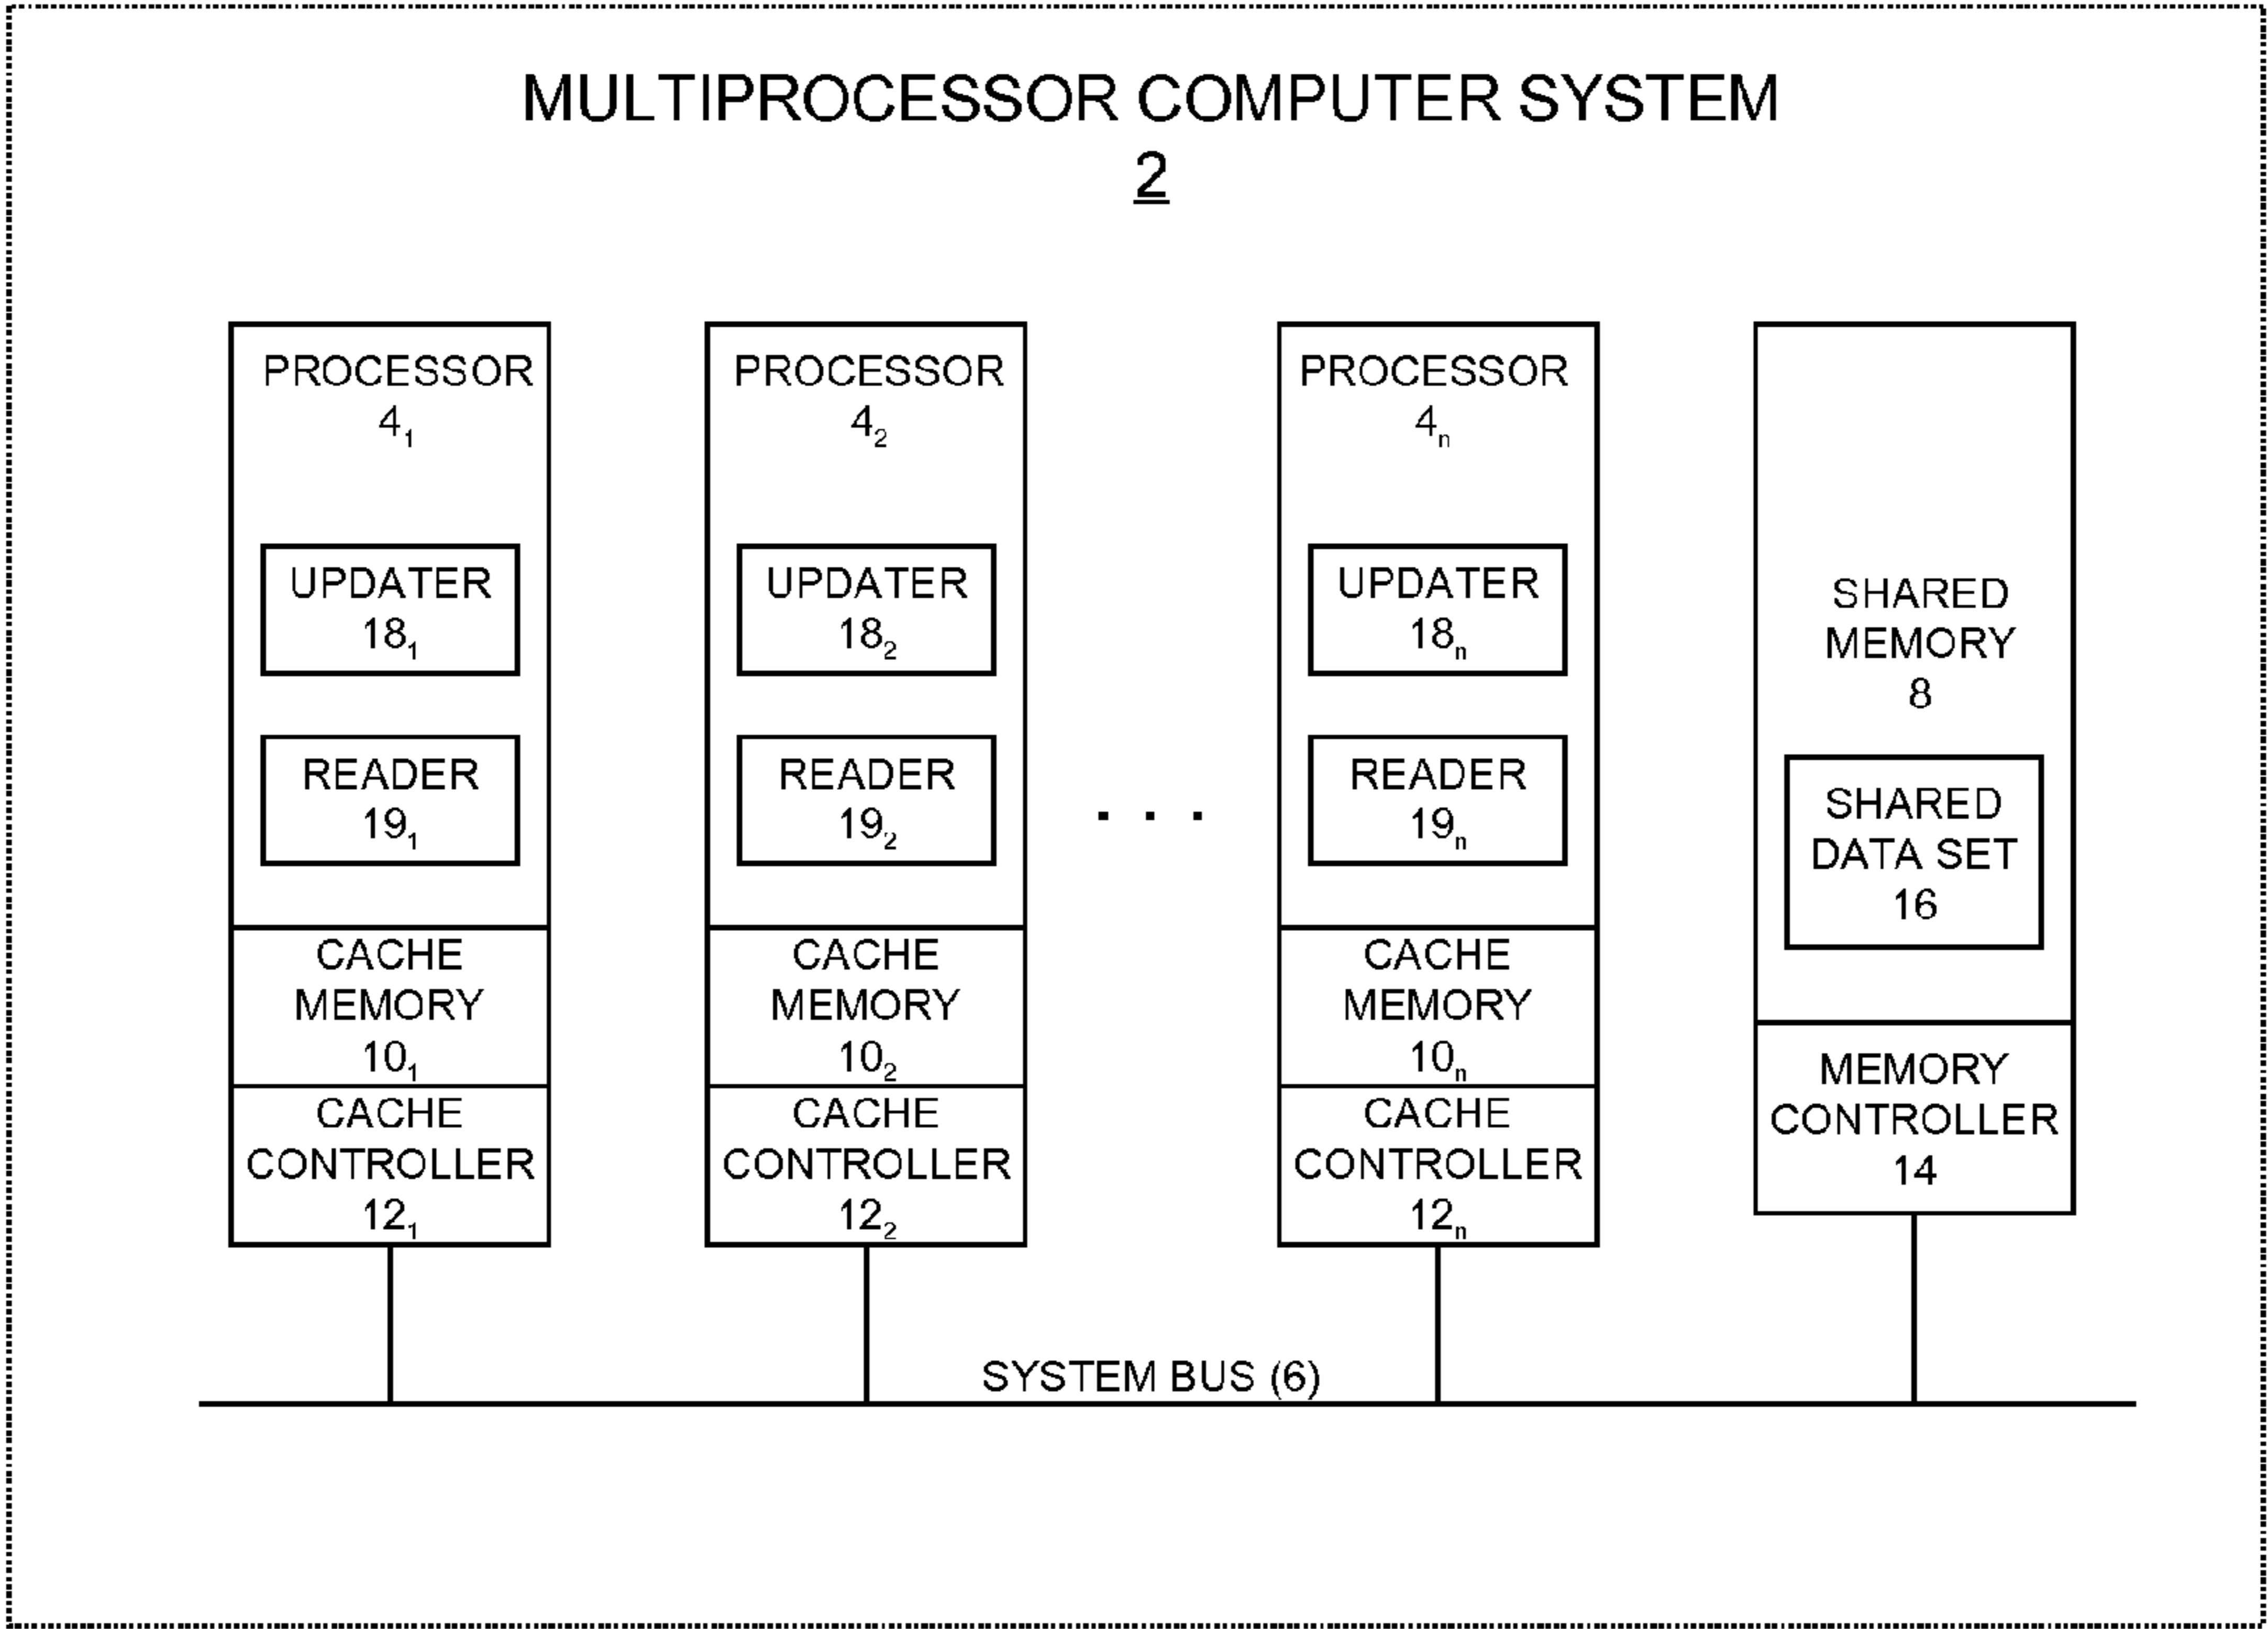 MULTIPROCESSOR COMPUTER SYSTEM
2
PROCESSOR
4₁
UPDATER
18₁
READER
19₁
CACHE
MEMORY
10₁
CACHE
CONTROLLER
12₁
PROCESSOR
4₂
UPDATER
18₂
READER
19₂
CACHE
MEMORY
10₂
CACHE
CONTROLLER
12₂
. . .
PROCESSOR
4ₙ
UPDATER
18ₙ
READER
19ₙ
CACHE
MEMORY
10ₙ
CACHE
CONTROLLER
12ₙ
SHARED
MEMORY
8
SHARED
DATA SET
16
MEMORY
CONTROLLER
14
SYSTEM BUS (6)